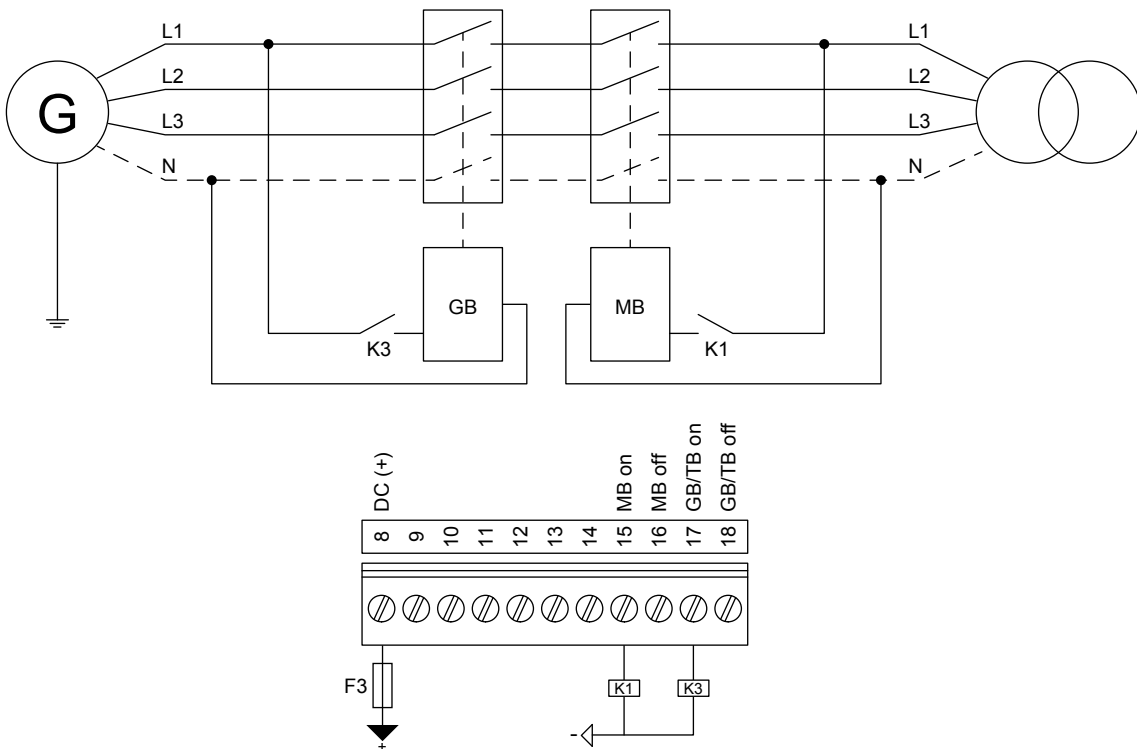 L1
L1
L2
L2
G
L3
L3
N
N
GB
MB
K3
K1
DC (+)
MB on
MB off
GB/TB on
GB/TB off
8 9 10 11 12 13 14 15 16 17 18
F3
K1
K3
-
+